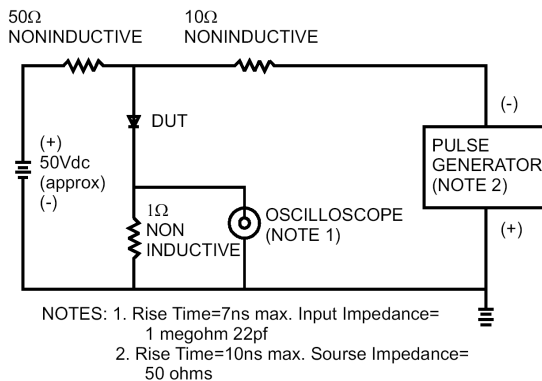 50Ω
NONINDUCTIVE
10Ω
NONINDUCTIVE
(+)
50Vdc
(approx)
(-)
DUT
1Ω
NON
INDUCTIVE
OSCILLOSCOPE
(NOTE 1)
(-)
PULSE
GENERATOR
(NOTE 2)
(+)
NOTES: 1. Rise Time=7ns max. Input Impedance=
1 megohm 22pf
2. Rise Time=10ns max. Sourse Impedance=
50 ohms